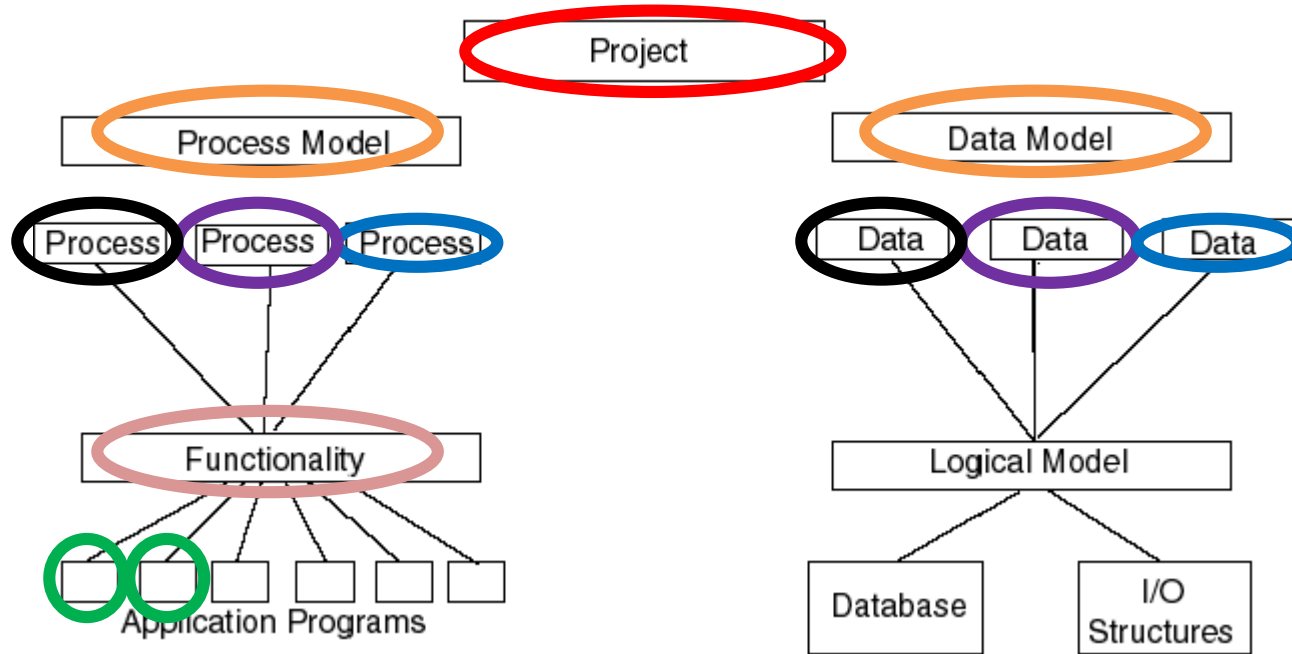 Project
Process Model
Data Model
Process
Process
Process
Data
Data
Data
Functionality
Logical Model
Application Programs
Database
I/O
Structures